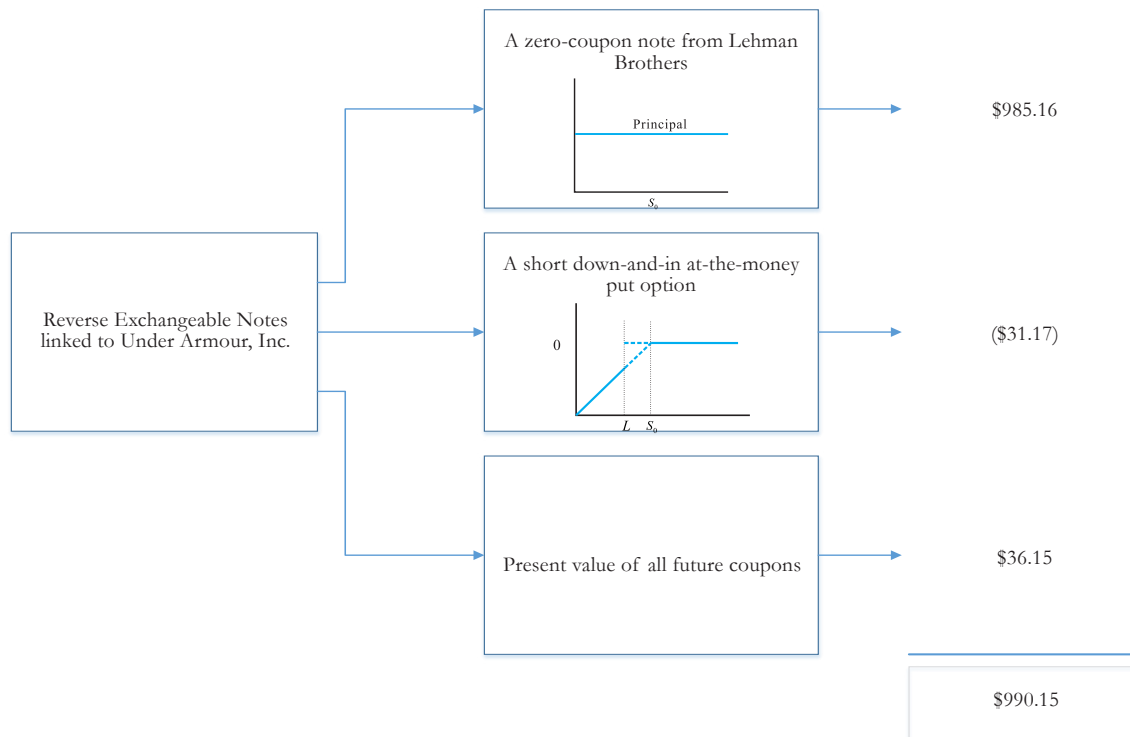 A zero-coupon note from Lehman
Brothers
Principal
S₀
$985.16
Reverse Exchangeable Notes
linked to Under Armour, Inc.
A short down-and-in at-the-money
put option
0
L S₀
($31.17)
Present value of all future coupons
$36.15
$990.15